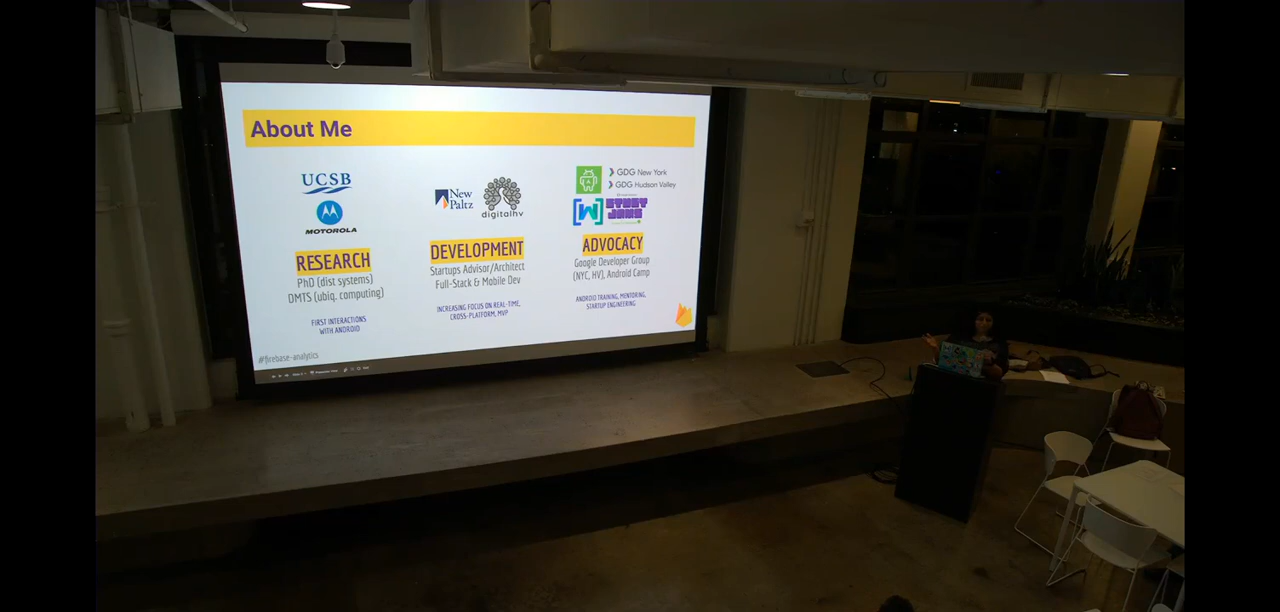 About Me
UCSB
MOTOROLA
RESEARCH
PhD (dist systems)
DMTS (ubiq. computing)
FIRST INTERACTIONS
WITH ANDROID
New
Paltz
digitalhv
DEVELOPMENT
Startups Advisor/Architect
Full-Stack & Mobile Dev
INCREASING FOCUS ON REAL-TIME,
CROSS-PLATFORM, MVP
GDG New York
GDG Hudson Valley
STUDY
JAMS
ADVOCACY
Google Developer Group
(NYC, HV), Android Camp
ANDROID TRAINING, MENTORING,
STARTUP ENGINEERING
#firebase-analytics